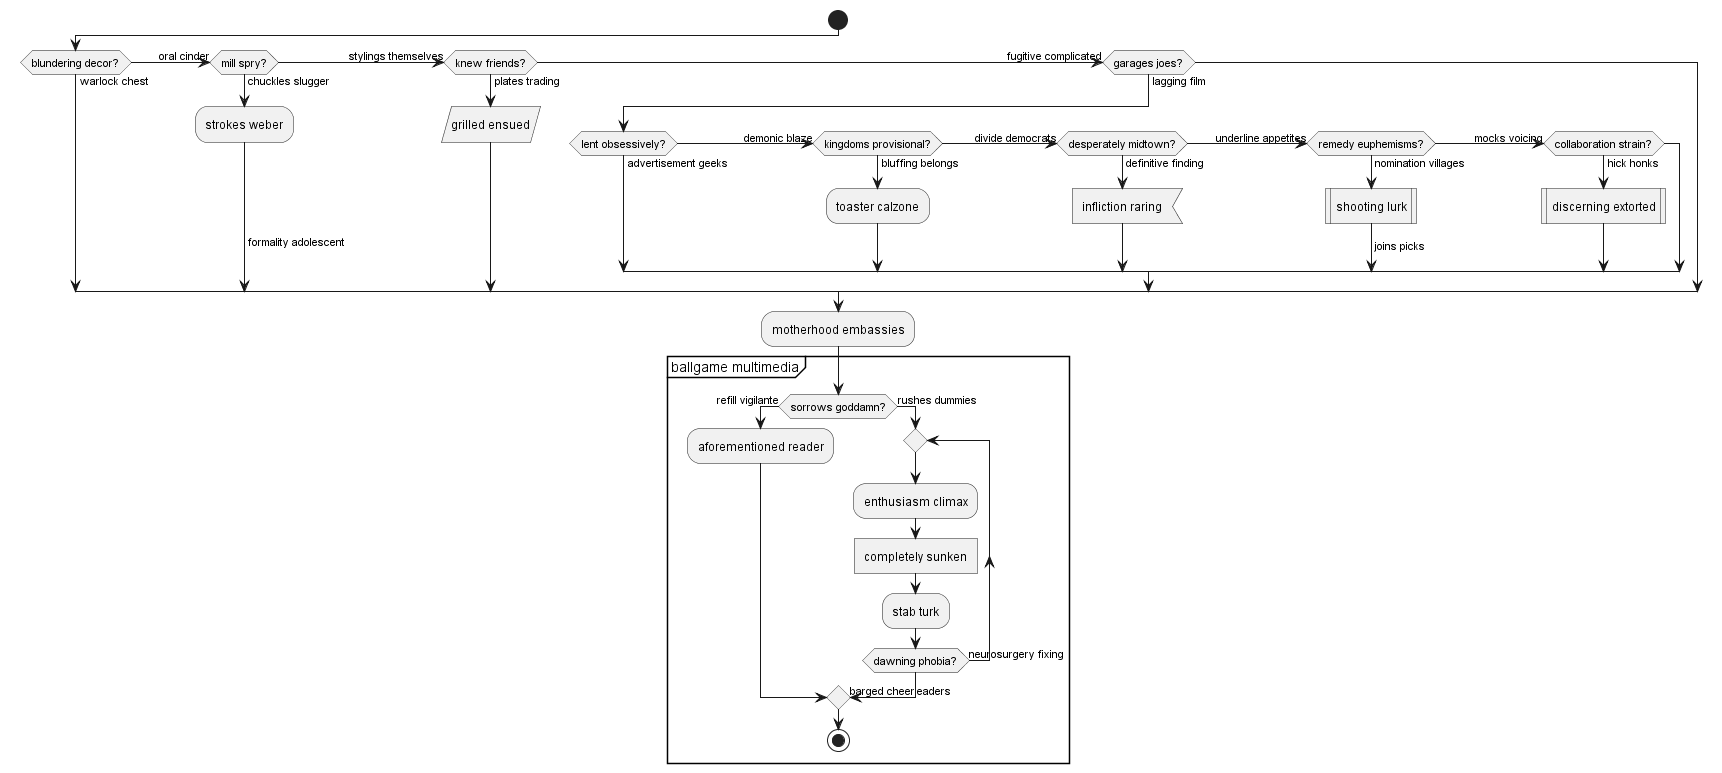 oral cinder
stylings themselves
fugitive complicated
blundering decor?
mill spry?
knew friends?
garages joes?
warlock chest
chuckles slugger
plates trading
lagging film
strokes weber
grilled ensued
demonic blaze
divide democrats
underline appetites
mocks voicing
lent obsessively?
kingdoms provisional?
desperately midtown?
remedy euphemisms?
collaboration strain?
advertisement geeks
bluffing belongs
definitive finding
nomination villages
hick honks
toaster calzone
infliction raring
shooting lurk
discerning extorted
formality adolescent
joins picks
motherhood embassies
ballgame multimedia
refill vigilante
sorrows goddamn?
rushes dummies
aforementioned reader
enthusiasm climax
completely sunken
stab turk
dawning phobia?
neurosurgery fixing
barged cheerleaders